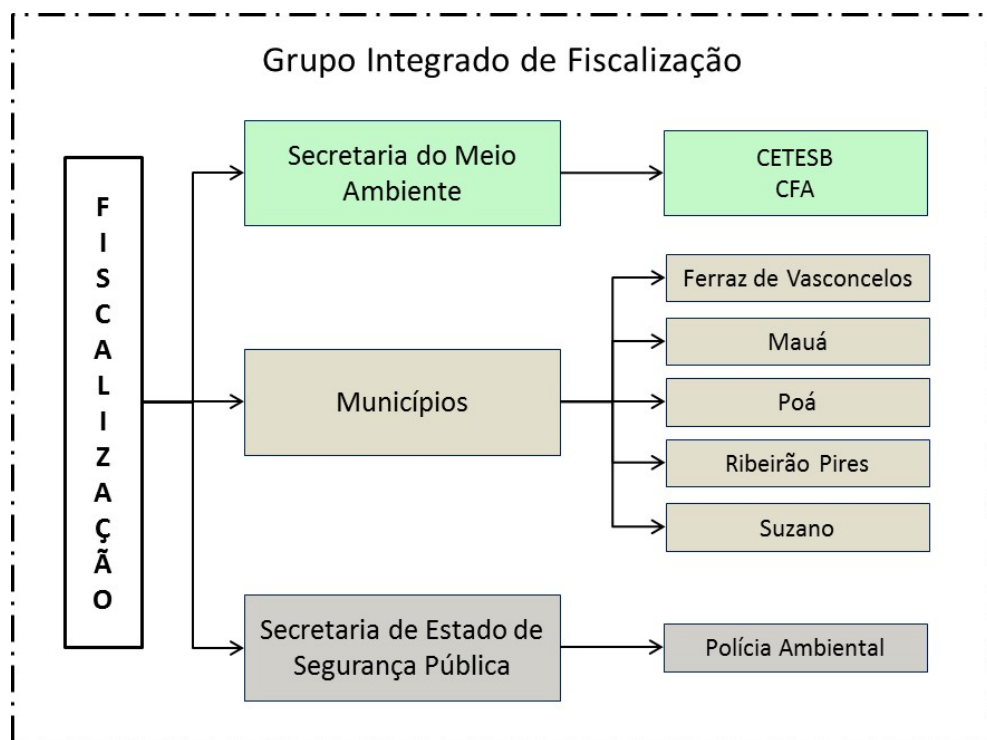 Grupo Integrado de Fiscalização
FISCALIZAÇÃO
Secretaria do Meio
Ambiente
CETESB
CFA
Municípios
Ferraz de Vasconcelos
Mauá
Poá
Ribeirão Pires
Suzano
Secretaria de Estado de
Segurança Pública
Polícia Ambiental